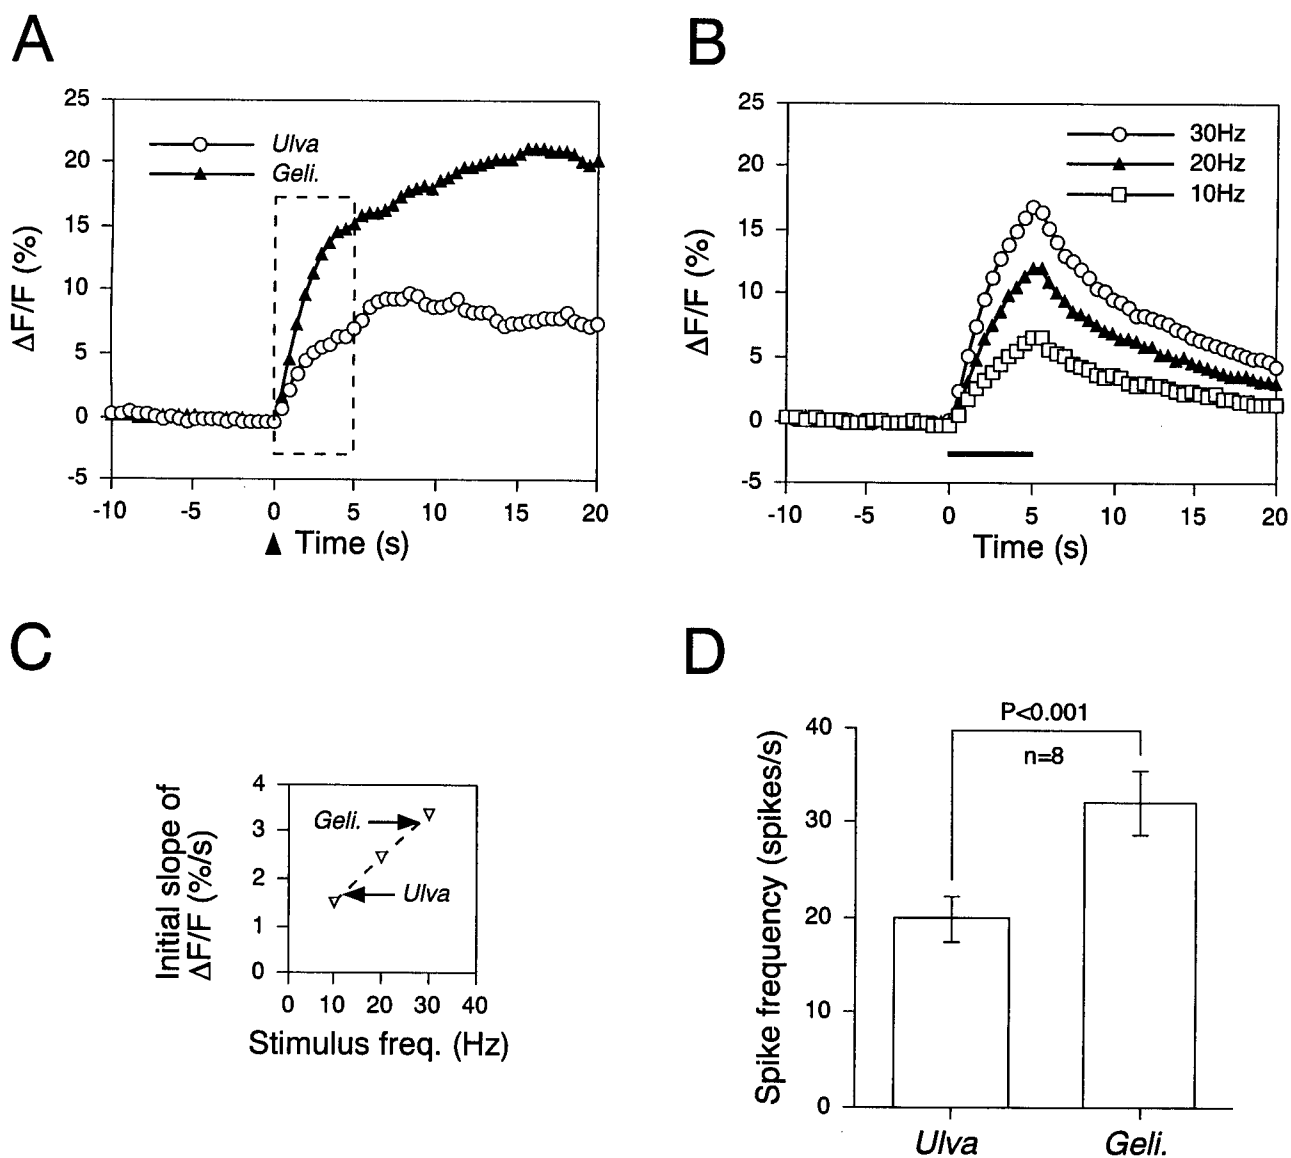 A
25
20
15
10
5
0
-5
ΔF/F (%)
Ulva
Geli.
-10 -5 0 5 10 15 20
Time (s)
B
25
20
15
10
5
0
-5
ΔF/F (%)
30Hz
20Hz
10Hz
-10 -5 0 5 10 15 20
Time (s)
C
Initial slope of
ΔF/F (%/s)
4
3
2
1
0
Geli.
Ulva
0 10 20 30 40
Stimulus freq. (Hz)
D
Spike frequency (spikes/s)
40
30
20
10
0
P<0.001
n=8
Ulva Geli.